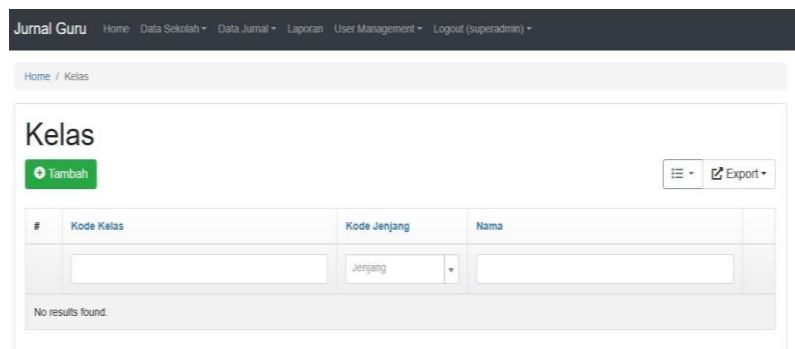 Jurnal Guru Home Data Sekolah Data Jurnal Laporan User Management Logout (superadmin)
Home / Kelas
Kelas
Tambah
Export
# Kode Kelas Kode Jenjang Nama
Jenjang
No results found.